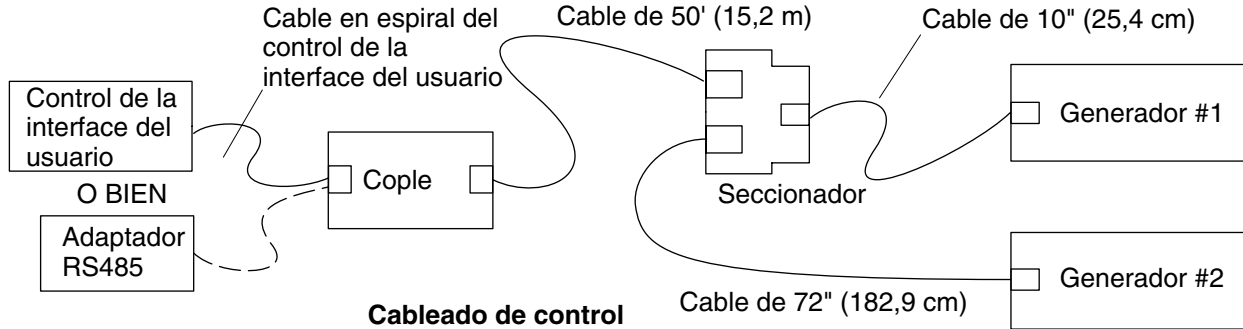 Cable en espiral del
control de la
interface del usuario
Cable de 50' (15,2 m)
Cable de 10" (25,4 cm)
Control de la
interface del
usuario
O BIEN
Adaptador
RS485
Cople
Seccionador
Generador #1
Generador #2
Cable de 72" (182,9 cm)
Cableado de control